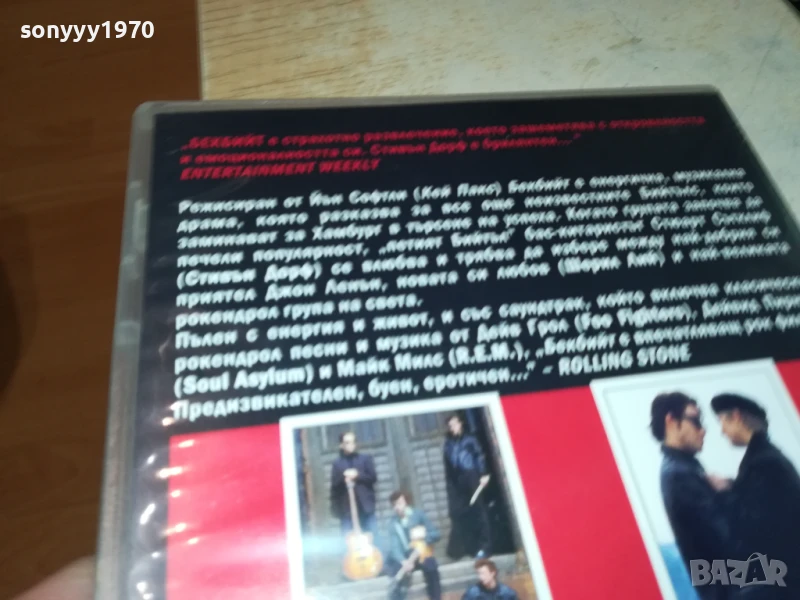 sonyyy1970
„БЕКБИЙТ е страхотно развлечение, което зашеметява с откровеността
и емоционалността си. Стивън Дорф е брилянтен..."
ENTERTAINMENT WEEKLY
Режисиран от Йън Софтли (Кей Пакс) Бекбийт е енергична, музикална
драма, която разказва за все още неизвестните Бийтълс, които
заминават за Хамбург в търсене на успеха. Когато групата започва да
печели популярност, „петият Бийтъл" бас-китаристът Стюарт Сътклиф
(Стивън Дорф) се влюбва и трябва да избере между най-добрия си
приятел Джон Ленън, новата си любов (Шерил Лий) и най-великата
рокендрол група на света.
Пълен с енергия и живот, и със саундтрак, който включва класически
рокендрол песни и музика от Дейв Грол (Foo Fighters), Дейвид
(Soul Asylum) и Майк Милс (R.E.M.), „Бекбийт е впечатляващ рок
Предизвикателен, буен, еротичен..." – ROLLING STONE
BAZAR